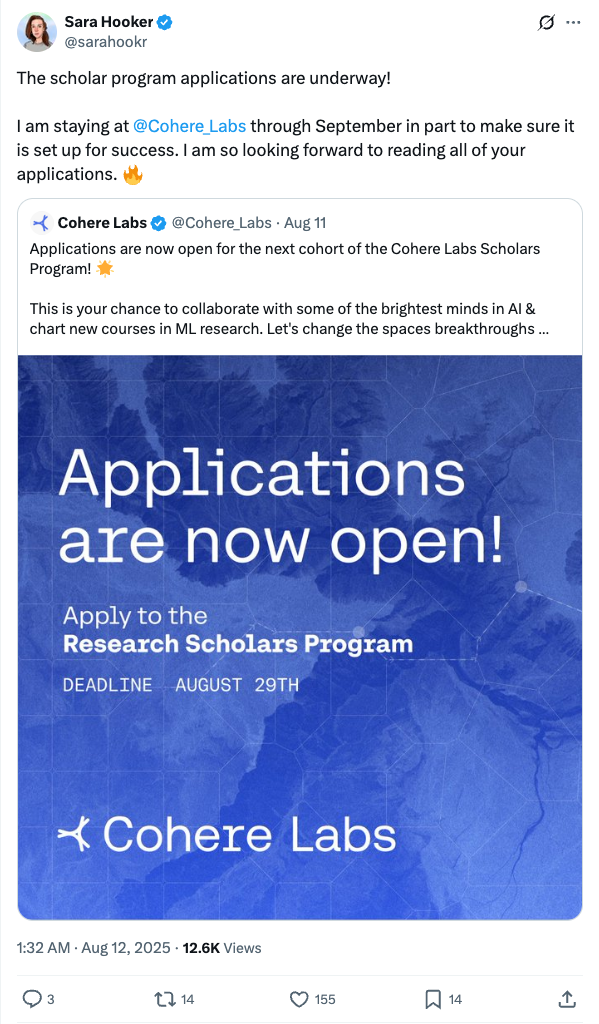 Sara Hooker
@sarahookr
The scholar program applications are underway!
I am staying at @Cohere_Labs through September in part to make sure it
is set up for success. I am so looking forward to reading all of your
applications. 🔥
Cohere Labs @Cohere_Labs · Aug 11
Applications are now open for the next cohort of the Cohere Labs Scholars
Program! 🌟
This is your chance to collaborate with some of the brightest minds in AI &
chart new courses in ML research. Let's change the spaces breakthroughs ...
Applications
are now open!
Apply to the
Research Scholars Program
DEADLINE AUGUST 29TH
Cohere Labs
1:32 AM · Aug 12, 2025 · 12.6K Views
3 14 155 14